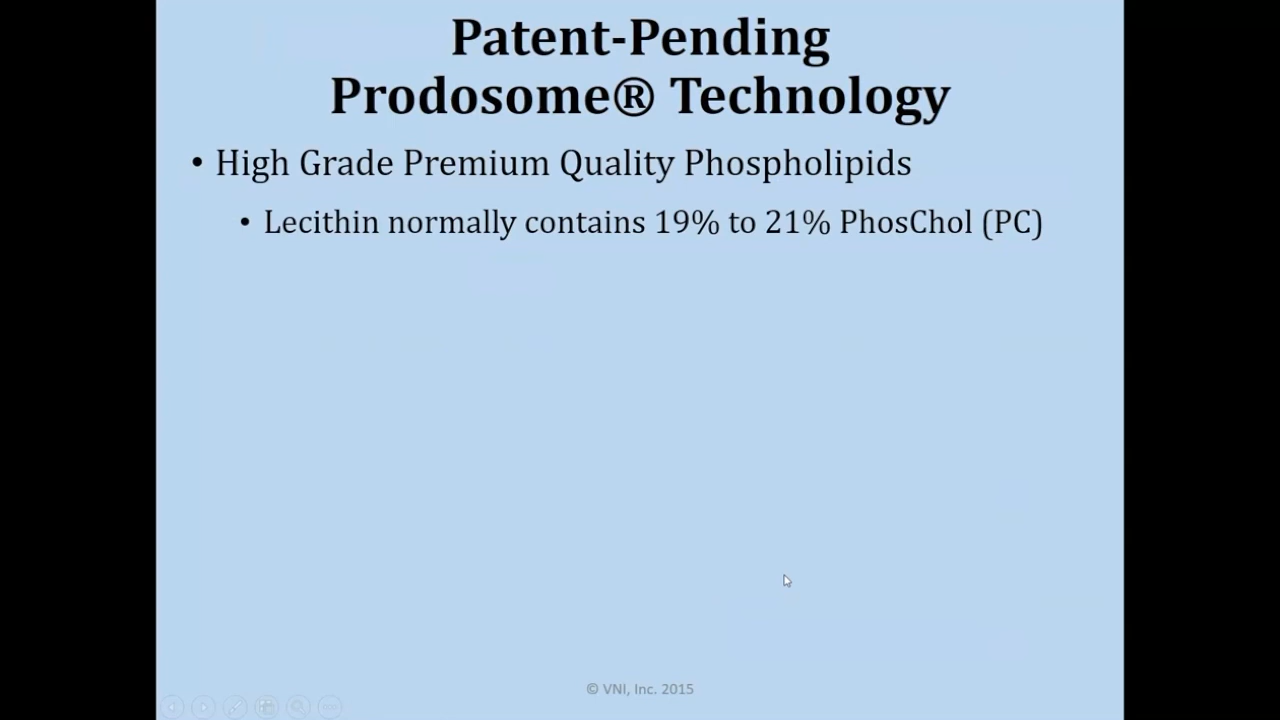 Patent-Pending
Prodosome® Technology
• High Grade Premium Quality Phospholipids
• Lecithin normally contains 19% to 21% PhosChol (PC)
© VNI, Inc. 2015